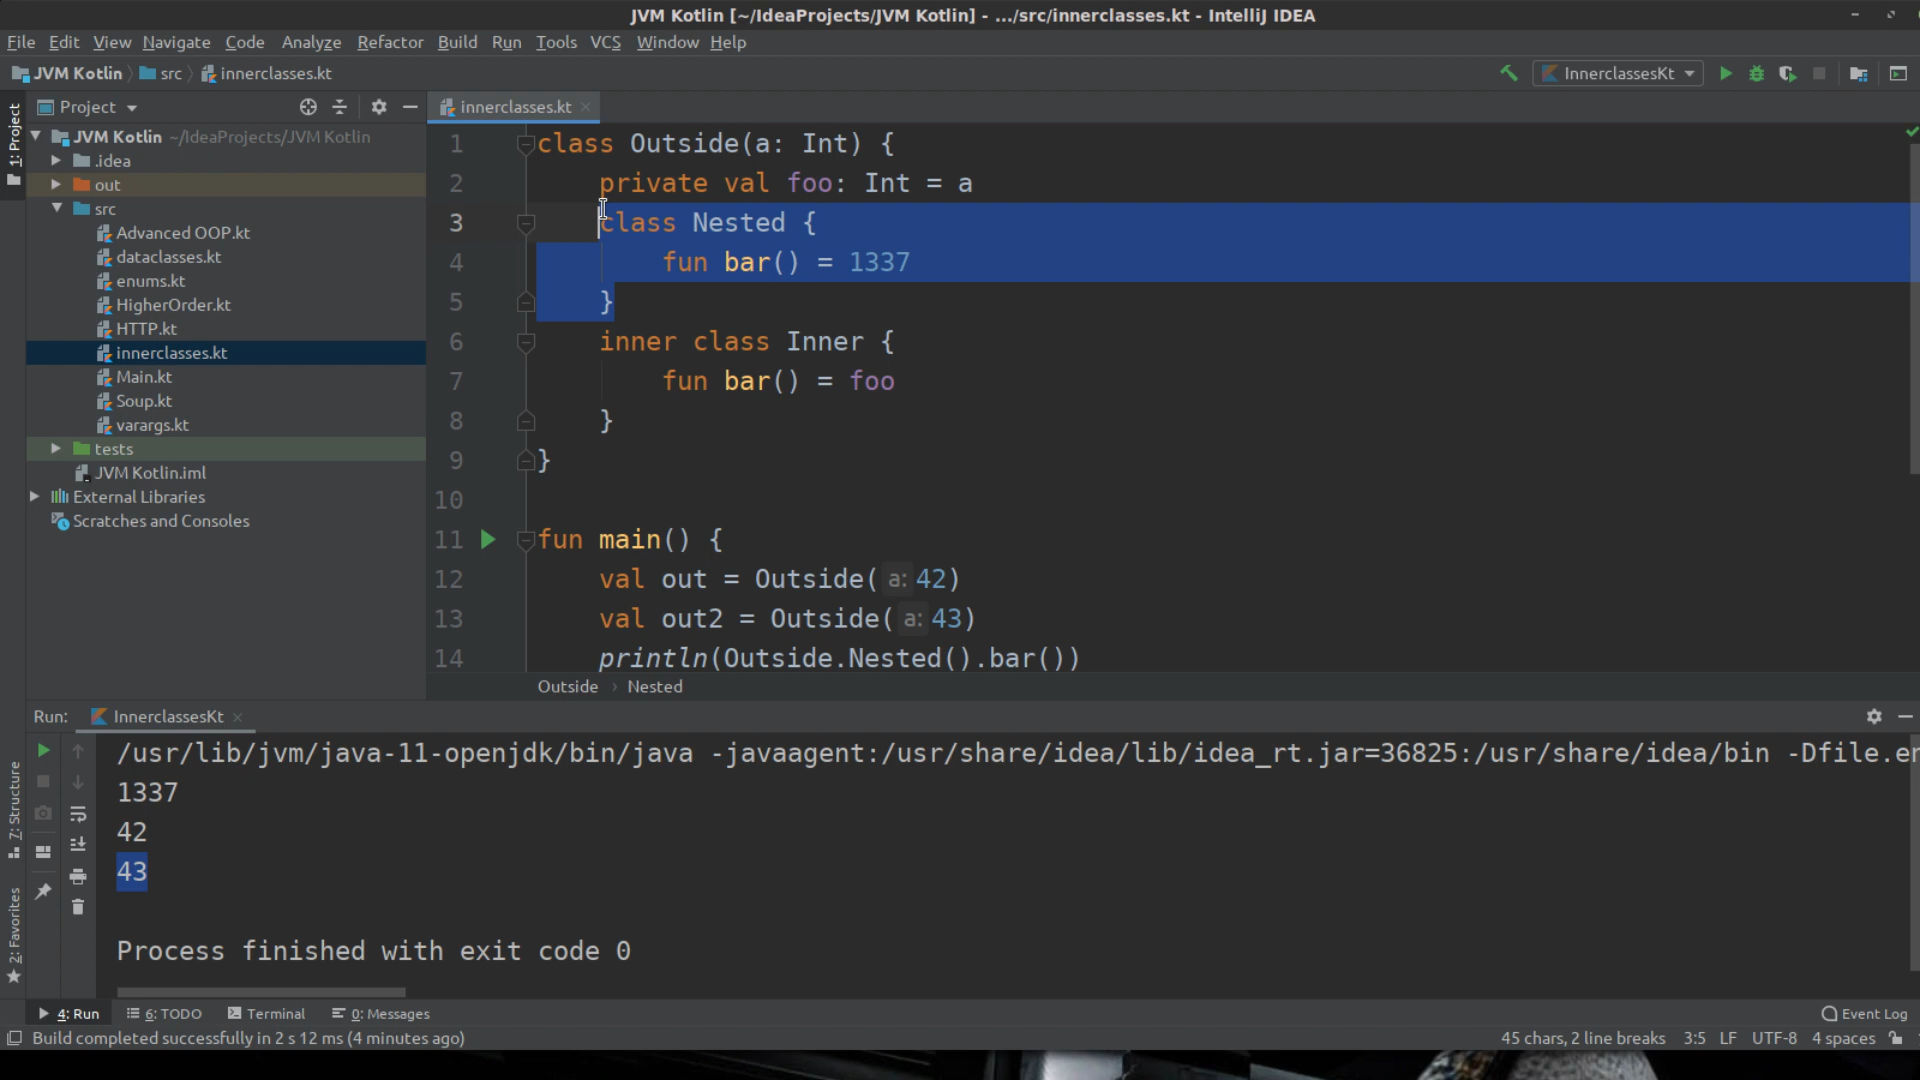 JVM Kotlin [~/IdeaProjects/JVM Kotlin] - .../src/innerclasses.kt - IntelliJ IDEA
File Edit View Navigate Code Analyze Refactor Build Run Tools VCS Window Help
JVM Kotlin src innerclasses.kt InnerclassesKt
1: Project
Project
JVM Kotlin ~/IdeaProjects/JVM Kotlin
.idea
out
src
Advanced OOP.kt
dataclasses.kt
enums.kt
HigherOrder.kt
HTTP.kt
innerclasses.kt
Main.kt
Soup.kt
varargs.kt
tests
JVM Kotlin.iml
External Libraries
Scratches and Consoles
innerclasses.kt
1 class Outside(a: Int) {
2 private val foo: Int = a
3 class Nested {
4 fun bar() = 1337
5 }
6 inner class Inner {
7 fun bar() = foo
8 }
9 }
10
11 fun main() {
12 val out = Outside( a: 42)
13 val out2 = Outside( a: 43)
14 println(Outside.Nested().bar())
Outside › Nested
Run: InnerclassesKt
/usr/lib/jvm/java-11-openjdk/bin/java -javaagent:/usr/share/idea/lib/idea_rt.jar=36825:/usr/share/idea/bin -Dfile.en
1337
42
43
Process finished with exit code 0
7: Structure
2: Favorites
4: Run 6: TODO Terminal 0: Messages Event Log
Build completed successfully in 2 s 12 ms (4 minutes ago) 45 chars, 2 line breaks 3:5 LF UTF-8 4 spaces